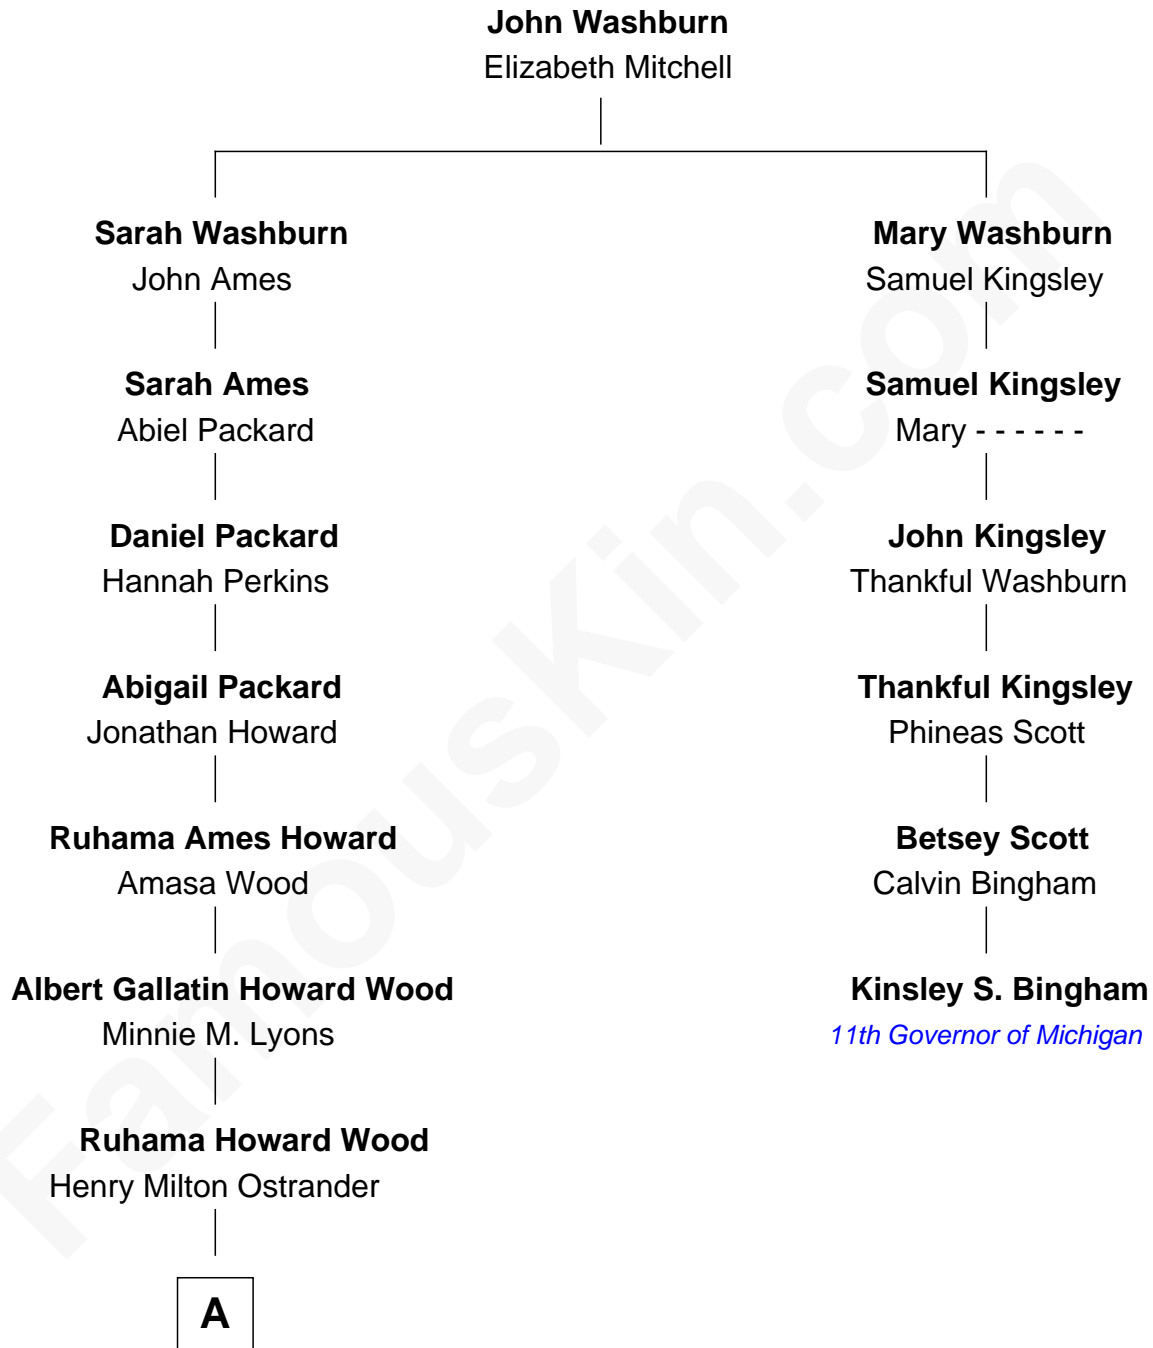 John Washburn
Elizabeth Mitchell
Sarah Washburn
John Ames
Mary Washburn
Samuel Kingsley
Sarah Ames
Abiel Packard
Samuel Kingsley
Mary - - - - - -
Daniel Packard
Hannah Perkins
John Kingsley
Thankful Washburn
Abigail Packard
Jonathan Howard
Thankful Kingsley
Phineas Scott
Ruhama Ames Howard
Amasa Wood
Betsey Scott
Calvin Bingham
Albert Gallatin Howard Wood
Minnie M. Lyons
Kinsley S. Bingham
11th Governor of Michigan
Ruhama Howard Wood
Henry Milton Ostrander
A
FamousKin.com